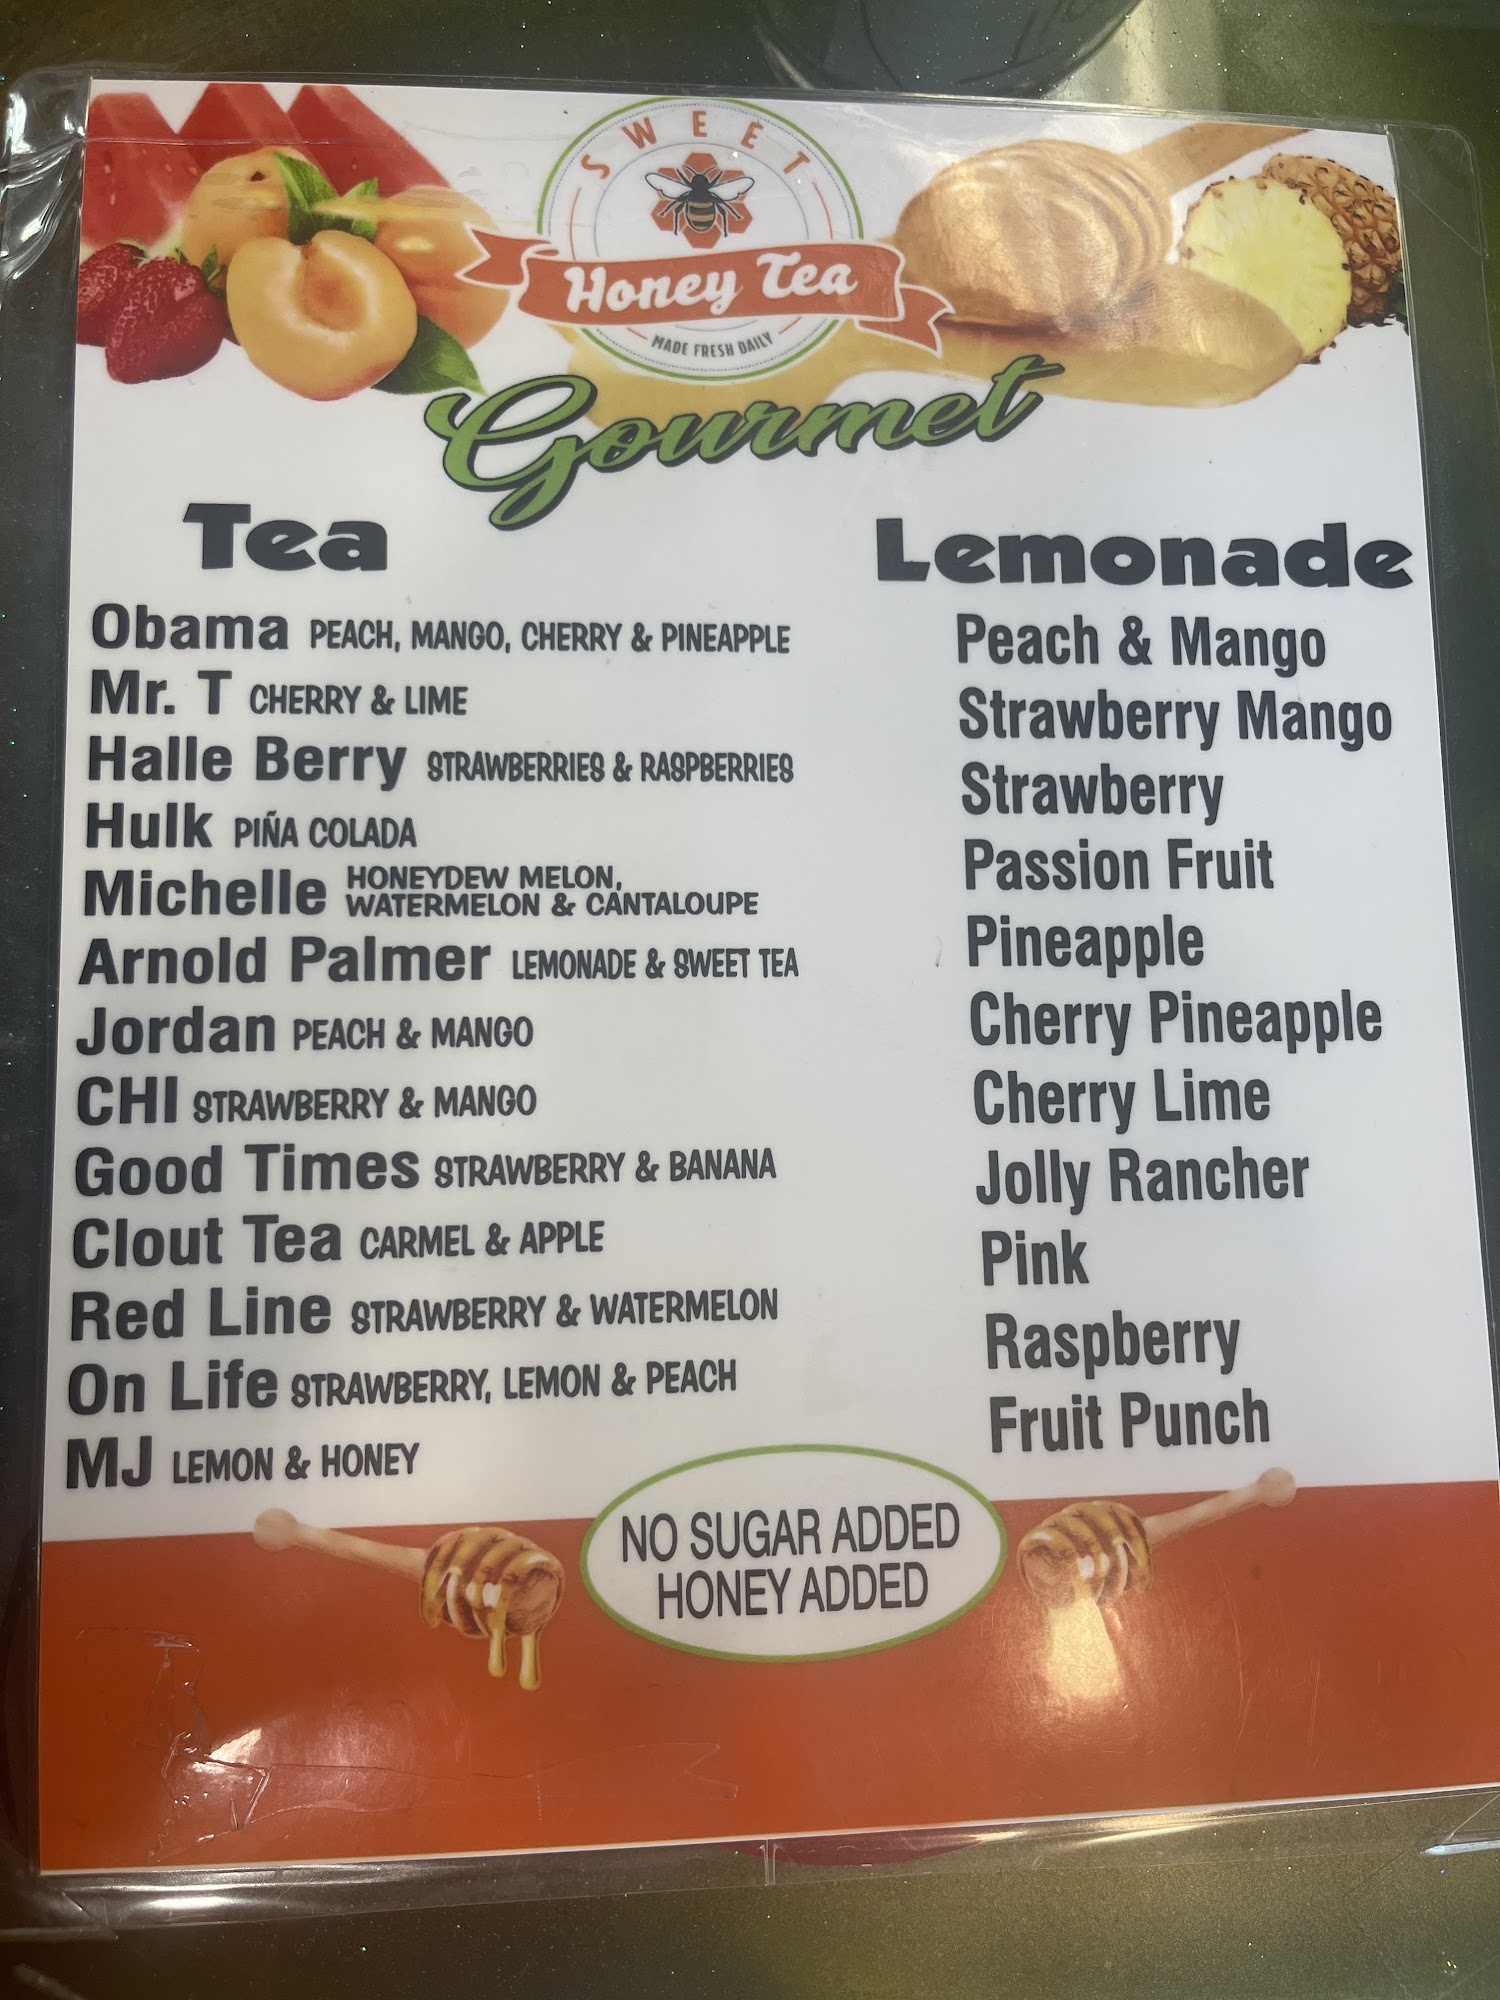 SWEET
Honey Tea
MADE FRESH DAILY
Gourmet
Tea
Obama PEACH, MANGO, CHERRY & PINEAPPLE
Mr. T CHERRY & LIME
Halle Berry STRAWBERRIES & RASPBERRIES
Hulk PIÑA COLADA
Michelle HONEYDEW MELON,
WATERMELON & CANTALOUPE
Arnold Palmer LEMONADE & SWEET TEA
Jordan PEACH & MANGO
CHI STRAWBERRY & MANGO
Good Times STRAWBERRY & BANANA
Clout Tea CARMEL & APPLE
Red Line STRAWBERRY & WATERMELON
On Life STRAWBERRY, LEMON & PEACH
MJ LEMON & HONEY
Lemonade
Peach & Mango
Strawberry Mango
Strawberry
Passion Fruit
Pineapple
Cherry Pineapple
Cherry Lime
Jolly Rancher
Pink
Raspberry
Fruit Punch
NO SUGAR ADDED
HONEY ADDED